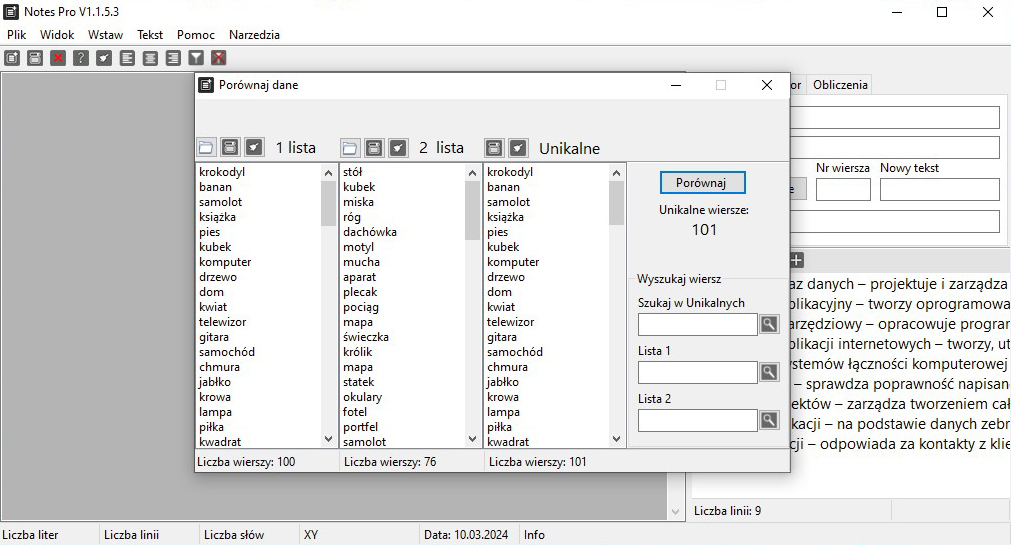 Notes Pro V1.1.5.3
Plik Widok Wstaw Tekst Pomoc Narzedzia
Porównaj dane
or Obliczenia
1 lista
2 lista
Unikalne
krokodyl
banan
samolot
książka
pies
kubek
komputer
drzewo
dom
kwiat
telewizor
gitara
samochód
chmura
jabłko
krowa
lampa
piłka
kwadrat
Liczba wierszy: 100
stół
kubek
miska
róg
dachówka
motyl
mucha
aparat
plecak
pociąg
mapa
świeczka
królik
mapa
statek
okulary
fotel
portfel
samolot
Liczba wierszy: 76
krokodyl
banan
samolot
książka
pies
kubek
komputer
drzewo
dom
kwiat
telewizor
gitara
samochód
chmura
jabłko
krowa
lampa
piłka
kwadrat
Liczba wierszy: 101
Porównaj
Unikalne wiersze:
101
Wyszukaj wiersz
Szukaj w Unikalnych
Lista 1
Lista 2
Nr wiersza Nowy tekst
e
az danych – projektuje i zarządza
plikacyjny – tworzy oprogramowa
arzędziowy – opracowuje program
plikacji internetowych – tworzy, ut
ystemów łączności komputerowej
– sprawdza poprawność napisan
ektów – zarządza tworzeniem cał
ikacji – na podstawie danych zebr
cji – odpowiada za kontakty z klie
Liczba linii: 9
Liczba liter Liczba linii Liczba słów XY Data: 10.03.2024 Info